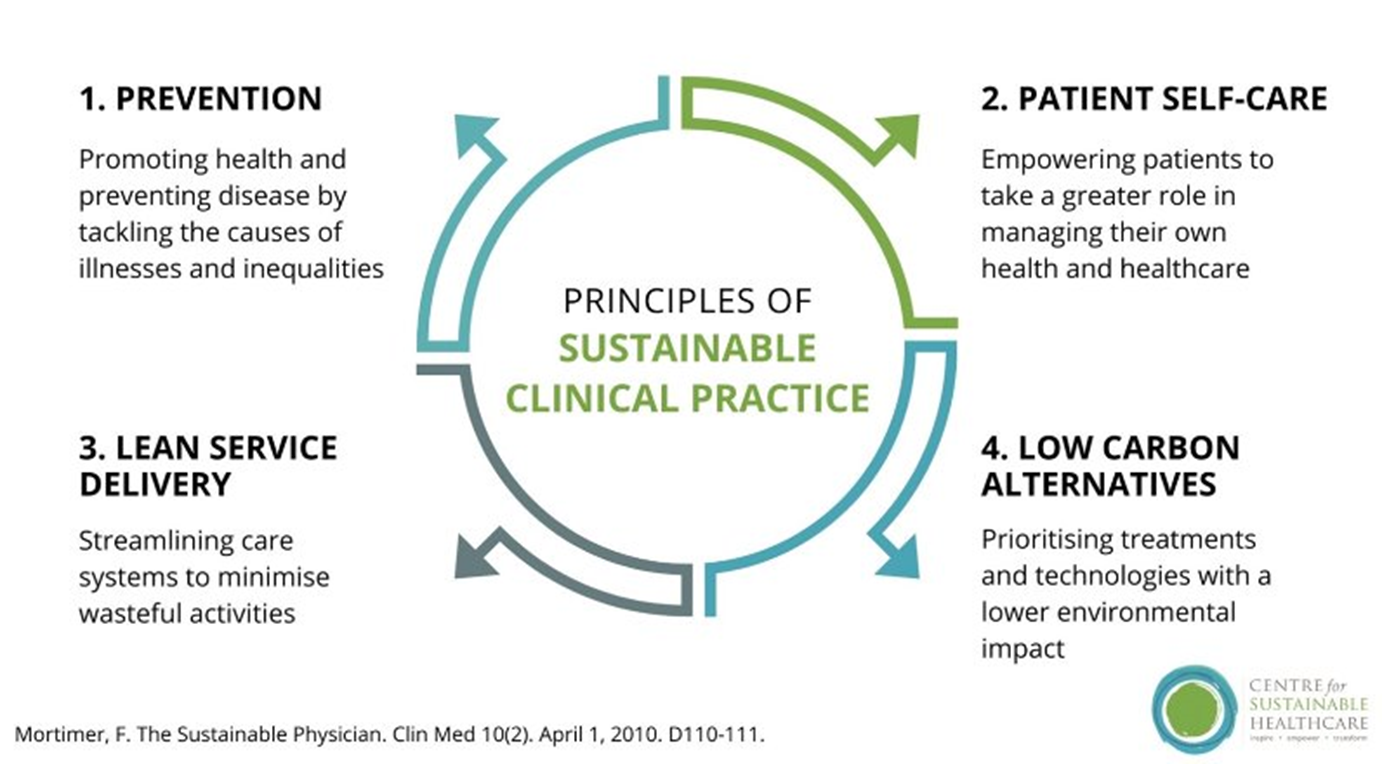 1. PREVENTION
Promoting health and
preventing disease by
tackling the causes of
illnesses and inequalities
2. PATIENT SELF-CARE
Empowering patients to
take a greater role in
managing their own
health and healthcare
PRINCIPLES OF
SUSTAINABLE
CLINICAL PRACTICE
3. LEAN SERVICE
DELIVERY
Streamlining care
systems to minimise
wasteful activities
4. LOW CARBON
ALTERNATIVES
Prioritising treatments
and technologies with a
lower environmental
impact
CENTRE for
SUSTAINABLE
HEALTHCARE
inspire • empower • transform
Mortimer, F. The Sustainable Physician. Clin Med 10(2). April 1, 2010. D110-111.